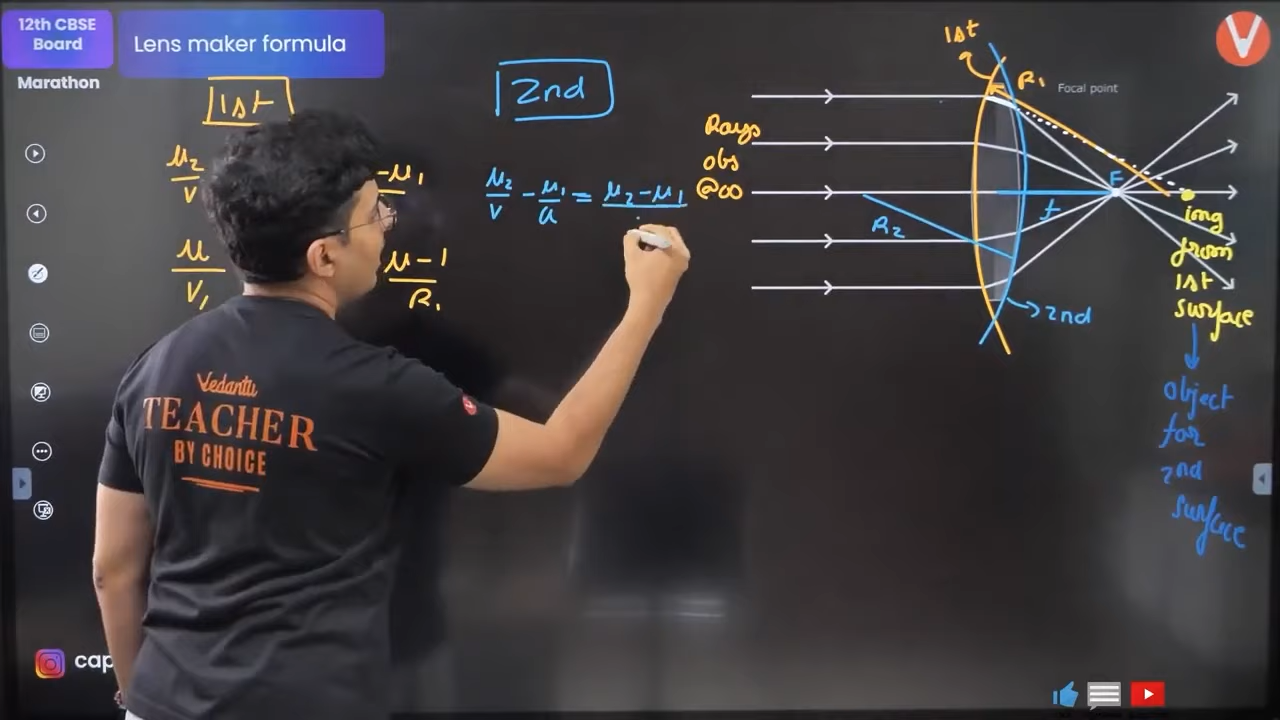 12th CBSE
Board
Marathon
Lens maker formula
1st
μ₂/v
-μ₁
μ/v₁
μ-1/R₁
2nd
μ₂/v - μ₁/u = μ₂-μ₁
Rays
obs
@∞
1st
R₁
Focal point
F
f
R₂
2nd
img
from
1st
surface
object
for
2nd
surface
Vedantu
TEACHER
BY CHOICE
cap